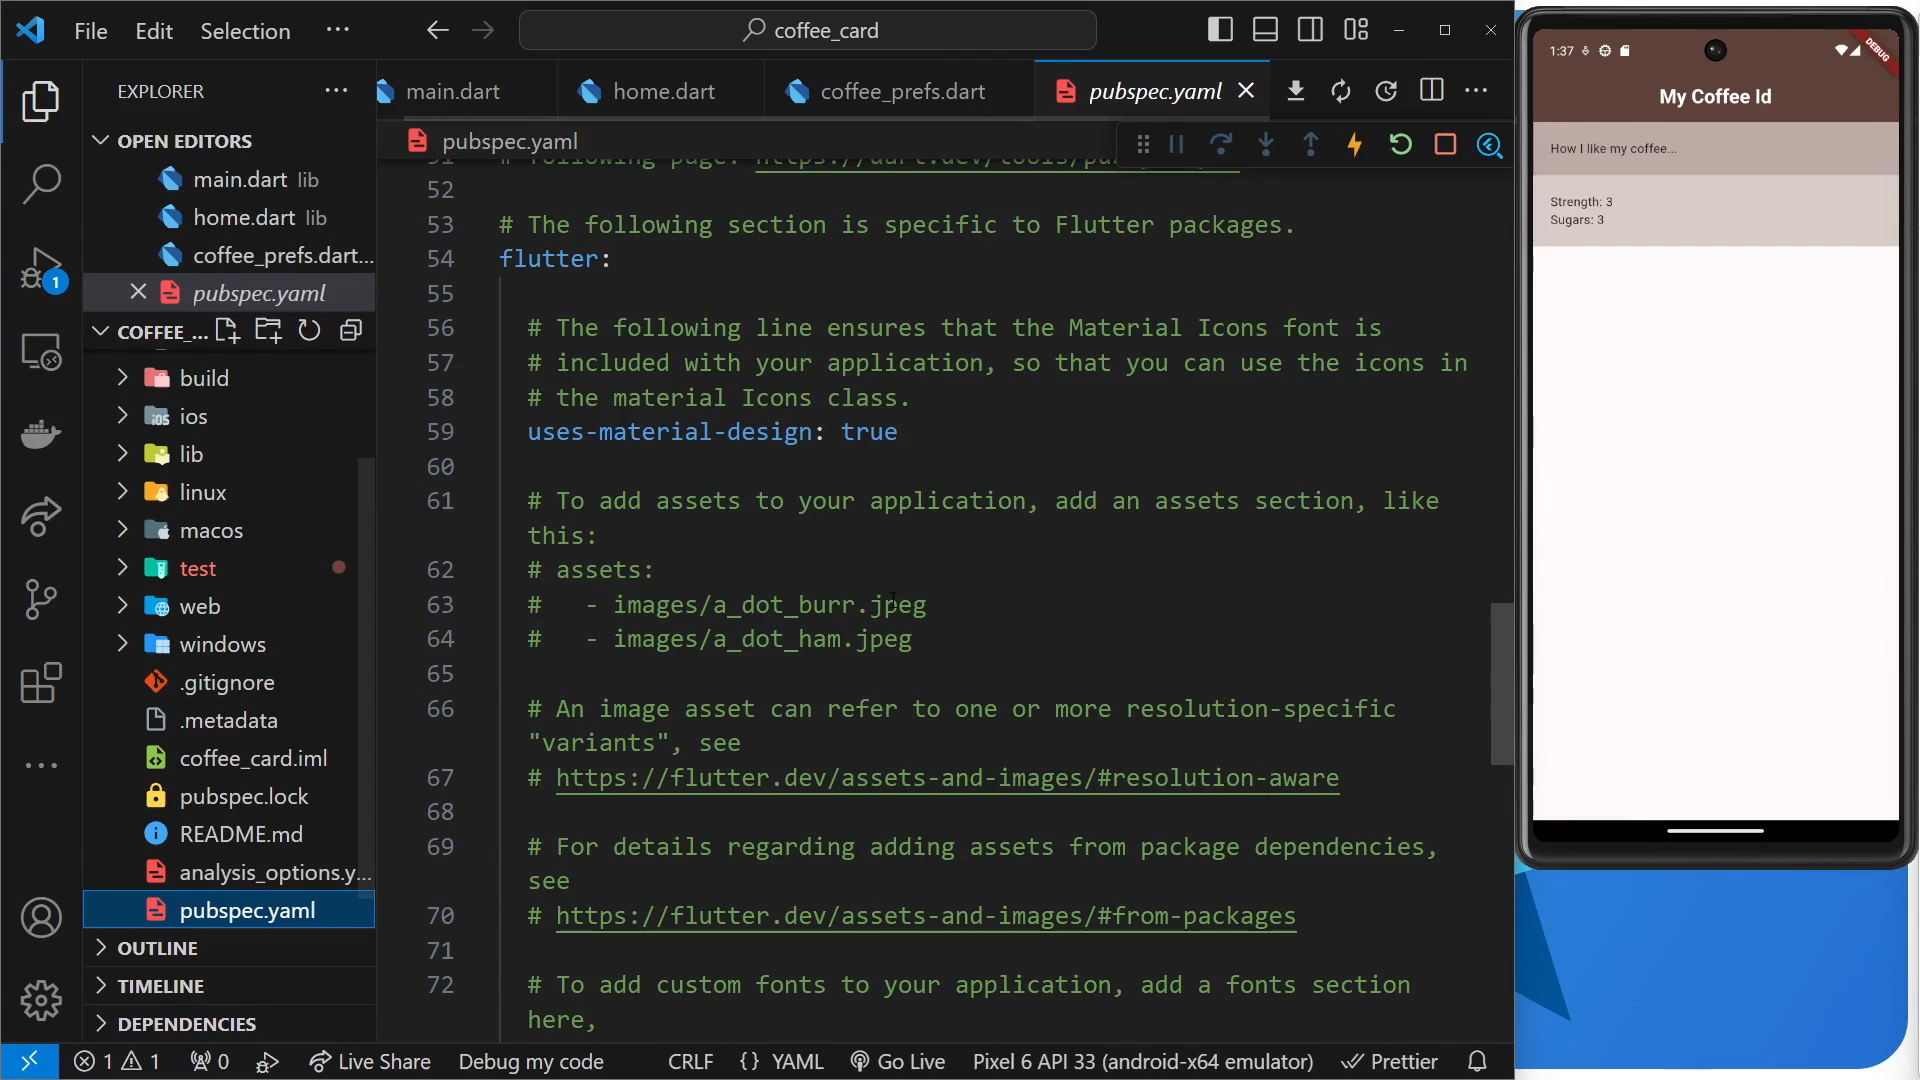 File Edit Selection ··· coffee_card
EXPLORER
OPEN EDITORS
main.dart lib
home.dart lib
coffee_prefs.dart...
pubspec.yaml
COFFEE_...
build
ios
lib
linux
macos
test
web
windows
.gitignore
.metadata
coffee_card.iml
pubspec.lock
README.md
analysis_options.y...
pubspec.yaml
OUTLINE
TIMELINE
DEPENDENCIES
1
main.dart home.dart coffee_prefs.dart pubspec.yaml
pubspec.yaml
52
53 # The following section is specific to Flutter packages.
54 flutter:
55
56 # The following line ensures that the Material Icons font is
57 # included with your application, so that you can use the icons in
58 # the material Icons class.
59 uses-material-design: true
60
61 # To add assets to your application, add an assets section, like
this:
62 # assets:
63 #   - images/a_dot_burr.jpeg
64 #   - images/a_dot_ham.jpeg
65
66 # An image asset can refer to one or more resolution-specific
"variants", see
67 # https://flutter.dev/assets-and-images/#resolution-aware
68
69 # For details regarding adding assets from package dependencies,
see
70 # https://flutter.dev/assets-and-images/#from-packages
71
72 # To add custom fonts to your application, add a fonts section
here,
1 1 0 Live Share Debug my code CRLF {} YAML Go Live Pixel 6 API 33 (android-x64 emulator) Prettier
1:37
DEBUG
My Coffee Id
How I like my coffee...
Strength: 3
Sugars: 3